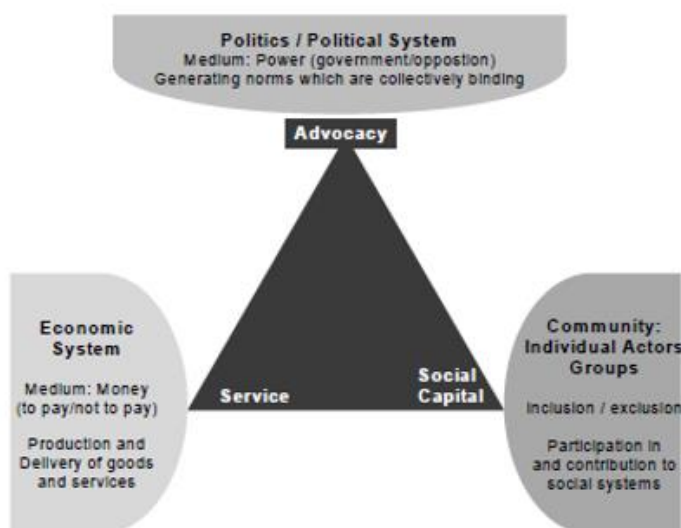 Politics / Political System
Medium: Power (government/oppostion)
Generating norms which are collectively binding
Advocacy
Economic
System
Medium: Money
(to pay/not to pay)
Production and
Delivery of goods
and services
Service
Social
Capital
Community:
Individual Actors
Groups
Inclusion / exclusion
Participation in
and contribution to
social systems